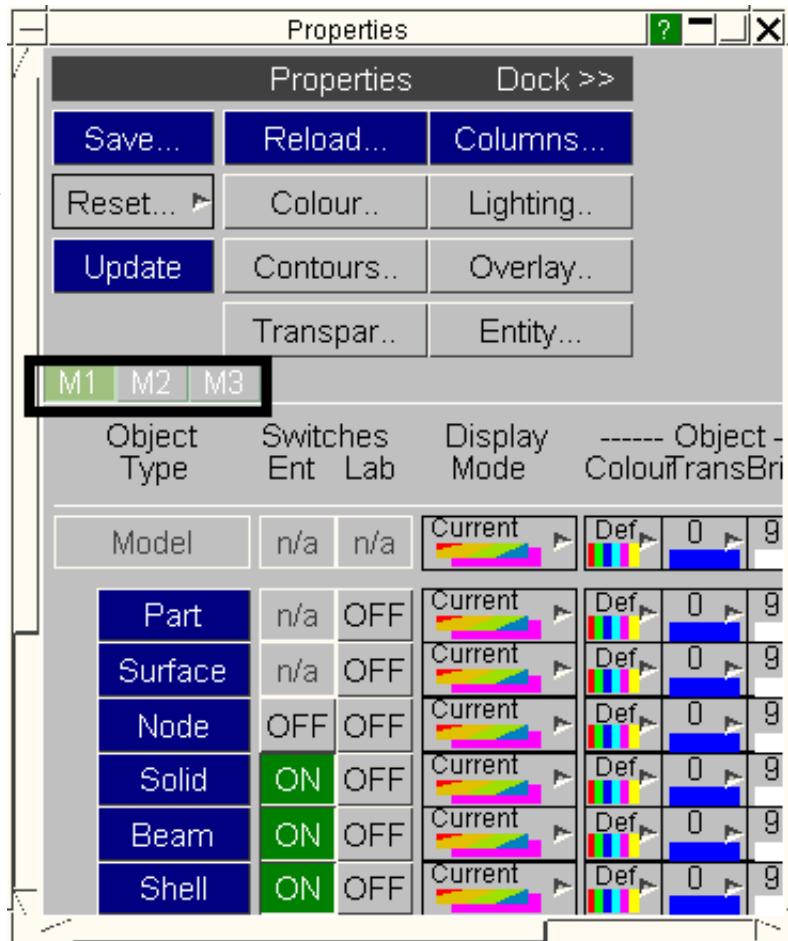 Properties ?
Properties Dock >>
Save... Reload... Columns...
Reset... Colour.. Lighting..
Update Contours.. Overlay..
Transpar.. Entity...
M1 M2 M3
Object Switches Display ------ Object -
Type Ent Lab Mode Colour Trans Bri
Model n/a n/a Current Def 0 9
Part n/a OFF Current Def 0 9
Surface n/a OFF Current Def 0 9
Node OFF OFF Current Def 0 9
Solid ON OFF Current Def 0 9
Beam ON OFF Current Def 0 9
Shell ON OFF Current Def 0 9